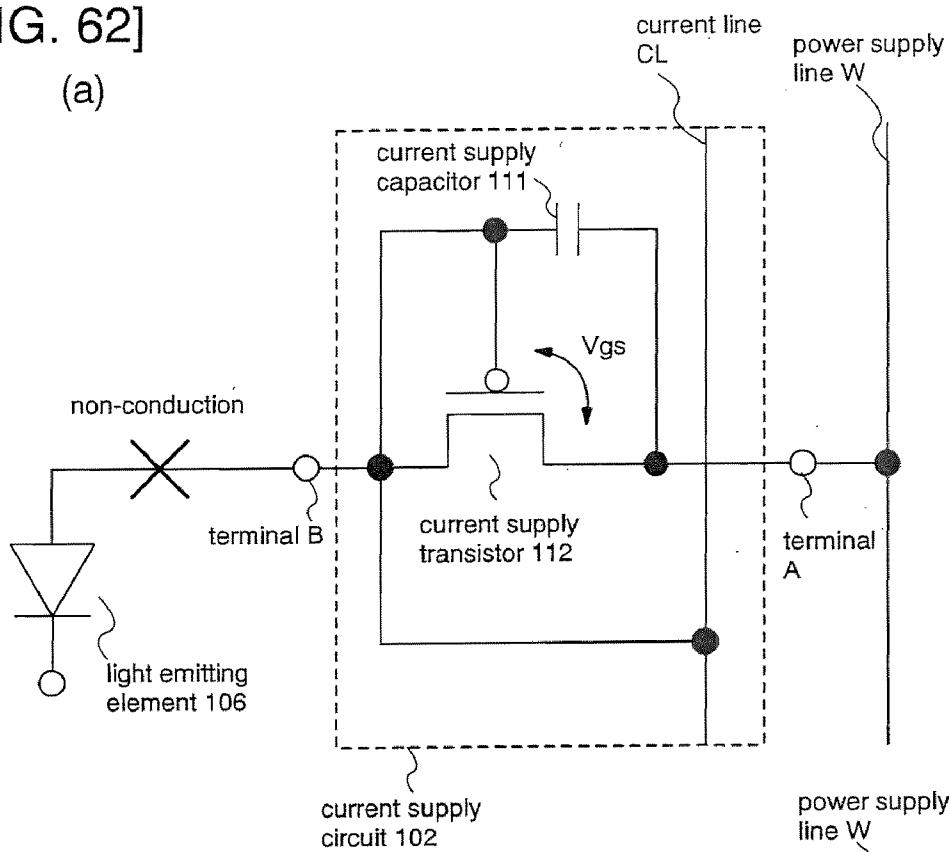 IG. 62]
(a)
current line
CL
power supply
line W
current supply
capacitor 111
Vgs
non-conduction
terminal B
current supply
transistor 112
terminal
A
light emitting
element 106
current supply
circuit 102
power supply
line W